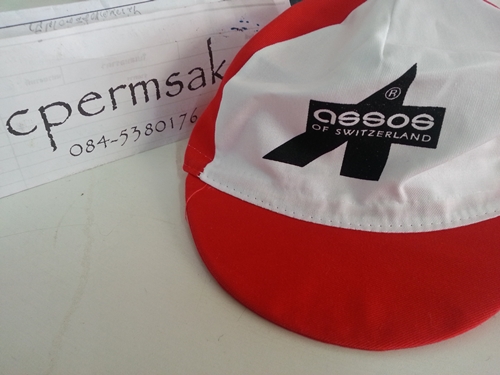 cpermsak
084-5380176
®
assos
OF SWITZERLAND